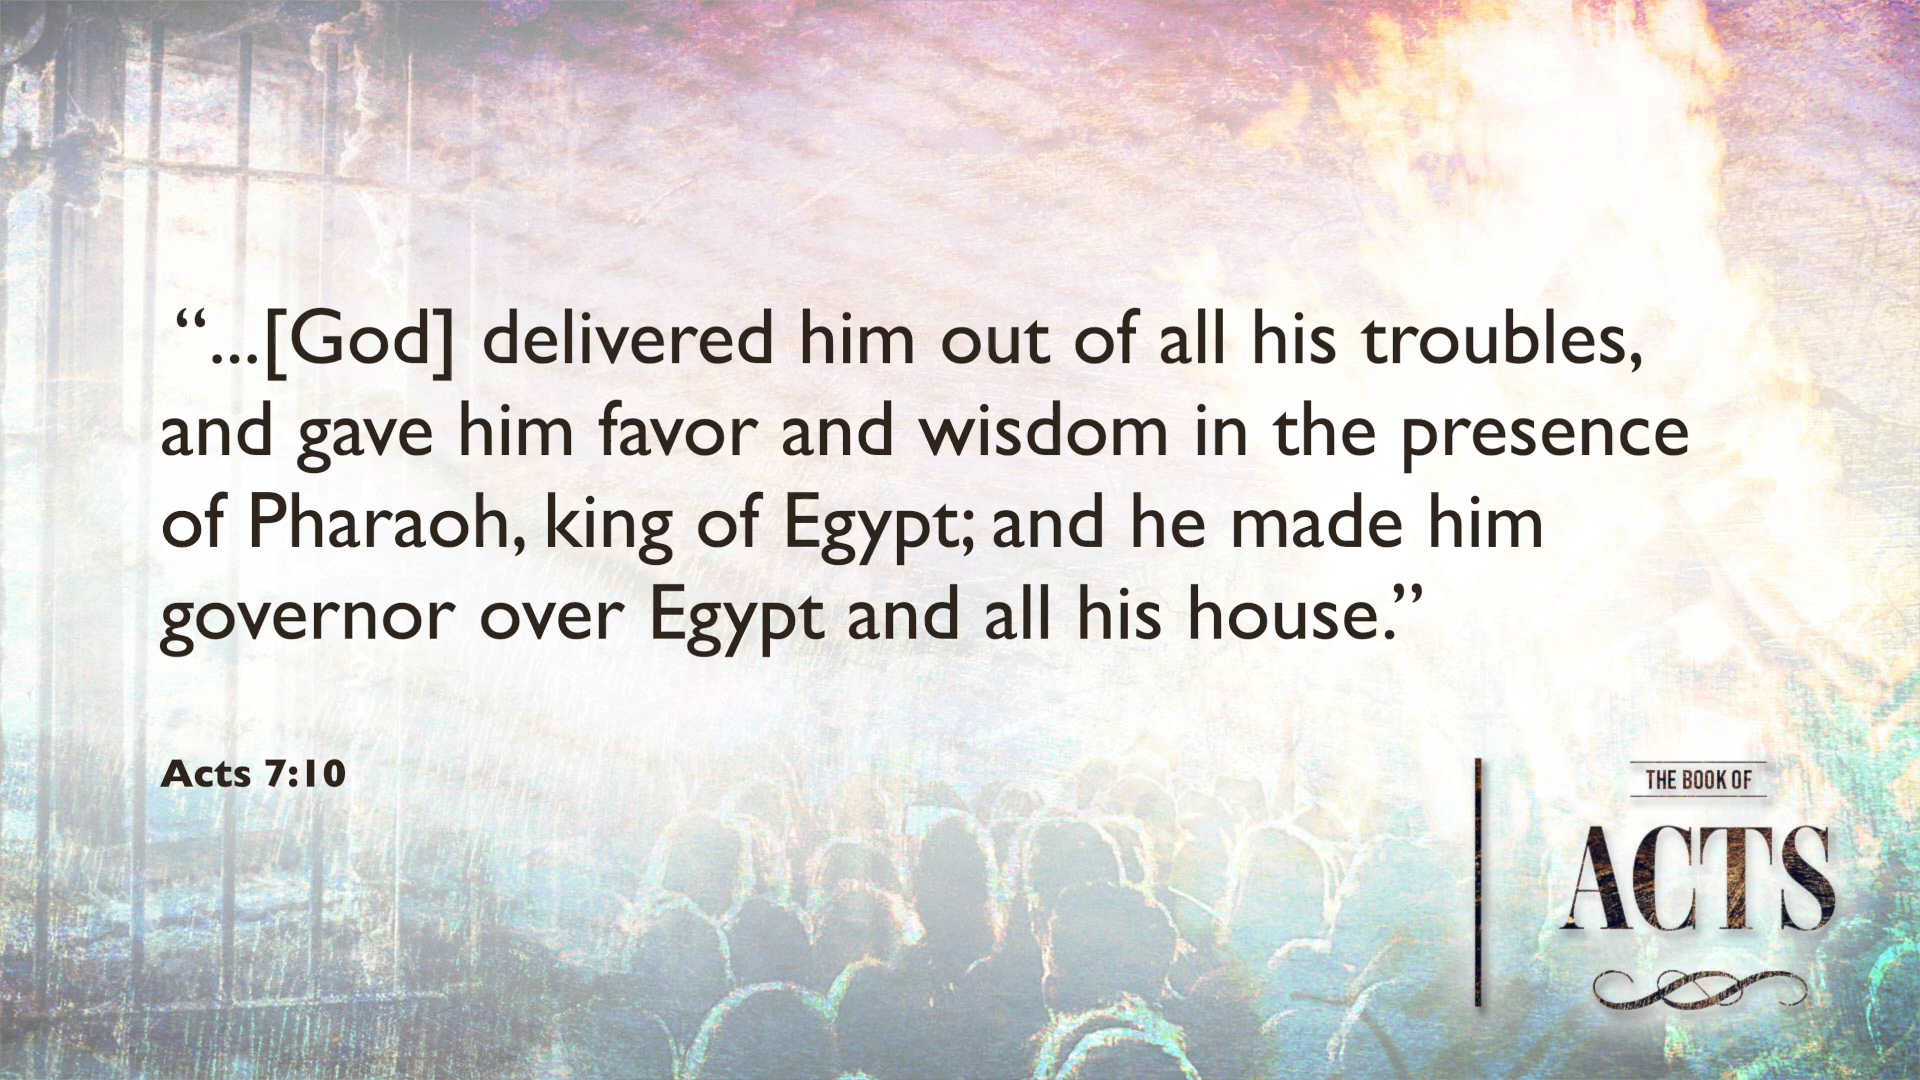 “...[God] delivered him out of all his troubles,
and gave him favor and wisdom in the presence
of Pharaoh, king of Egypt; and he made him
governor over Egypt and all his house.”
Acts 7:10
THE BOOK OF
ACTS